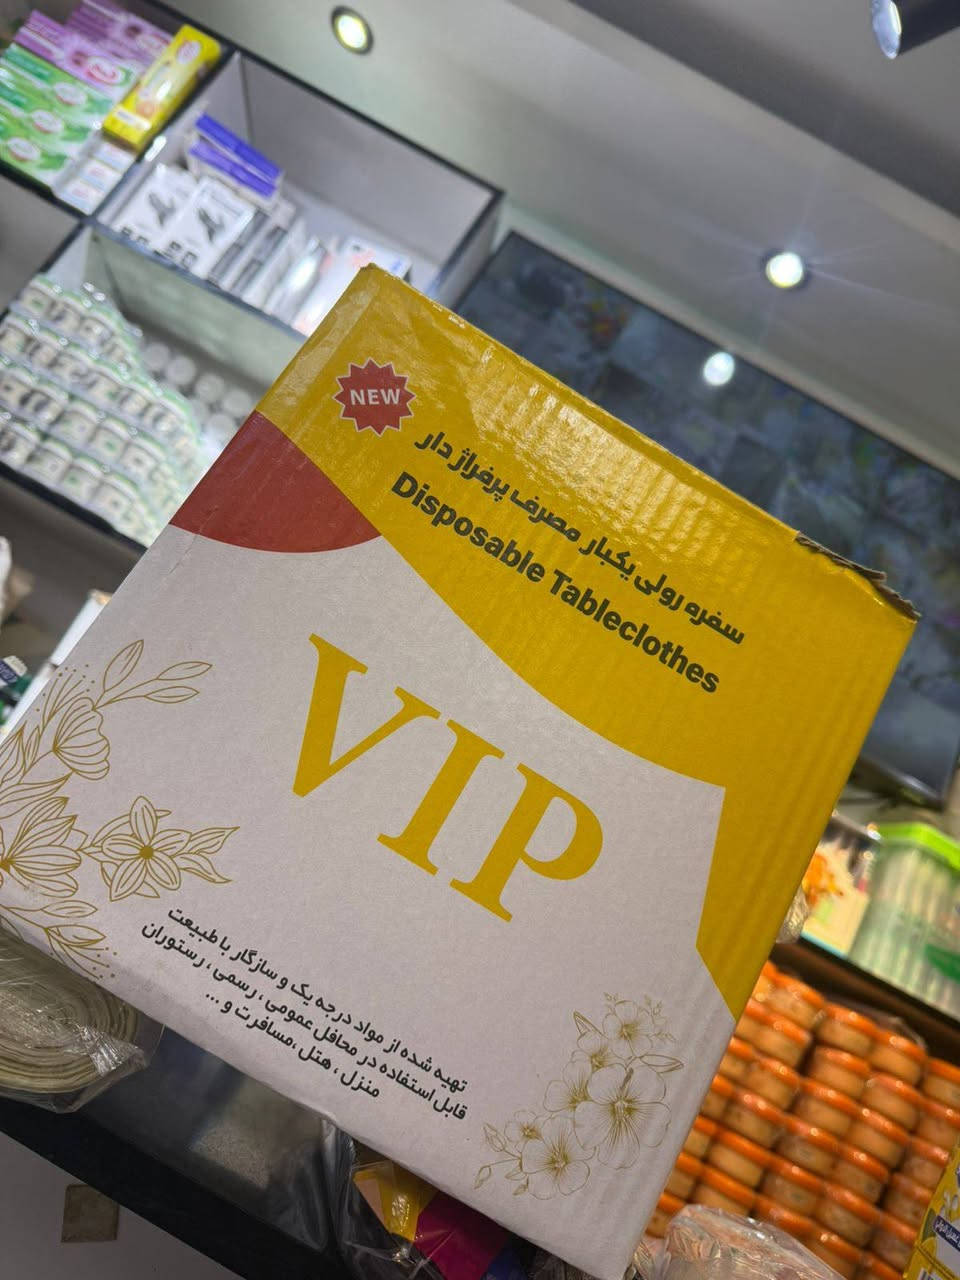 NEW
سفره رولی یکبار مصرف پرفراژ دار
Disposable Tableclothes
VIP
تهیه شده از مواد درجه یک و سازگار با طبیعت
قابل استفاده در محافل عمومی ، رسمی ، رستوران
منزل ، هتل ، مسافرت و ...